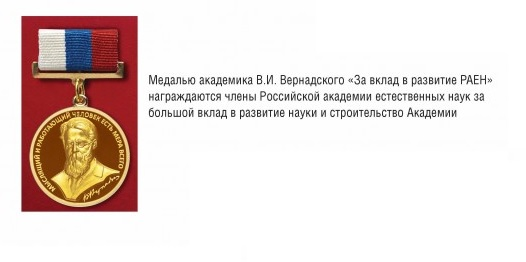 Медалью академика В.И. Вернадского «За вклад в развитие РАЕН»
награждаются члены Российской академии естественных наук за
большой вклад в развитие науки и строительство Академии
МЫСЛЯЩИЙ И РАБОТАЮЩИЙ ЧЕЛОВЕК ЕСТЬ МЕРА ВСЕГО